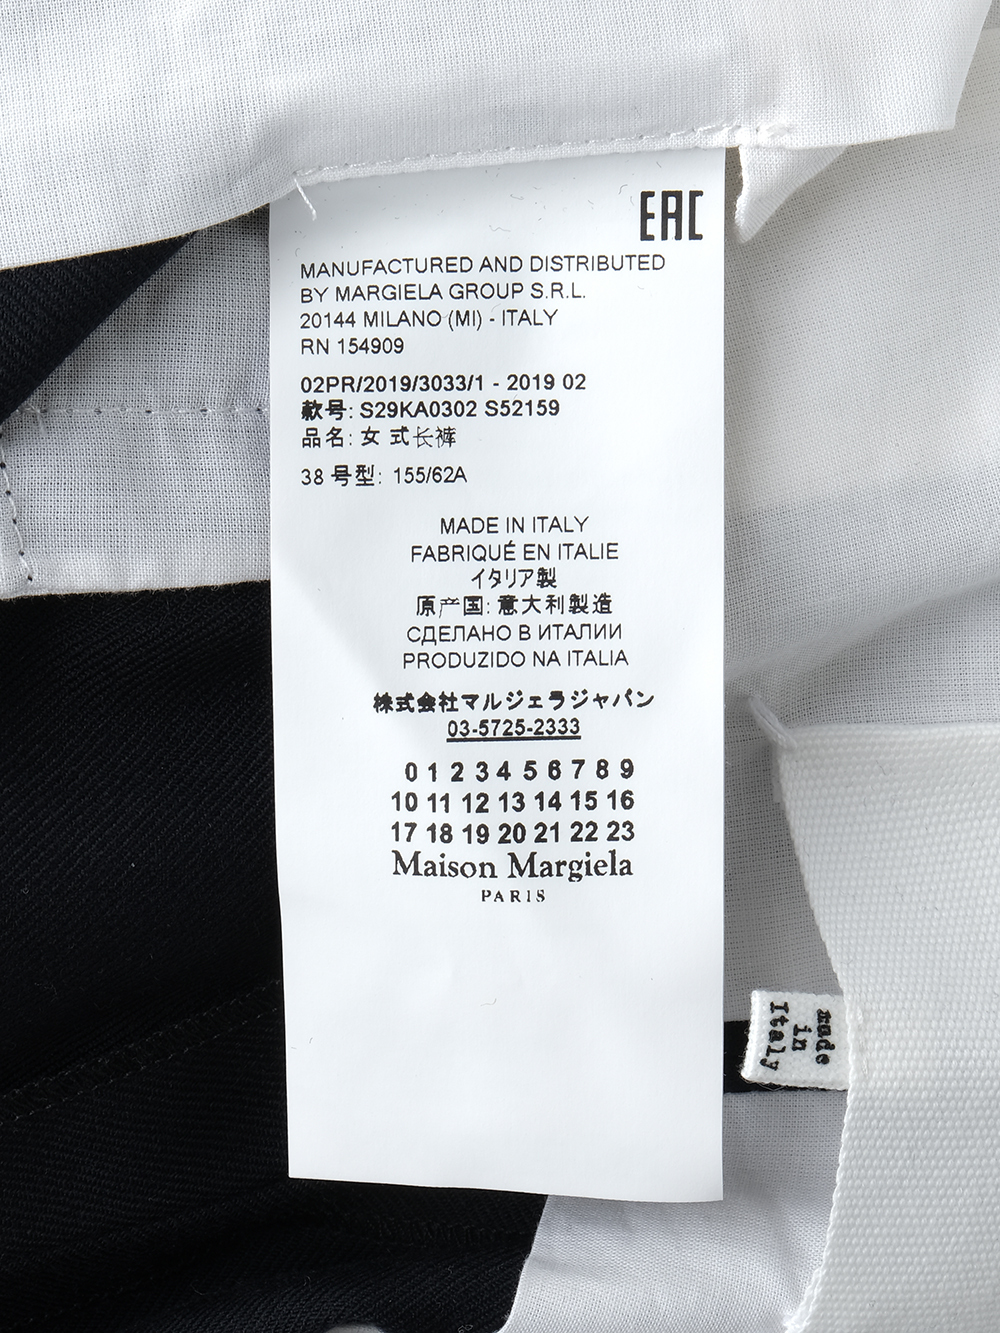 EAC
MANUFACTURED AND DISTRIBUTED
BY MARGIELA GROUP S.R.L.
20144 MILANO (MI) - ITALY
RN 154909
02PR/2019/3033/1 - 2019 02
款号: S29KA0302 S52159
品名: 女 式长裤
38 号型: 155/62A
MADE IN ITALY
FABRIQUÉ EN ITALIE
イタリア製
原产国: 意大利製造
СДЕЛАНО В ИТАЛИИ
PRODUZIDO NA ITALIA
株式会社マルジェラジャパン
03-5725-2333
0 1 2 3 4 5 6 7 8 9
10 11 12 13 14 15 16
17 18 19 20 21 22 23
Maison Margiela
PARIS
made
in
Italy